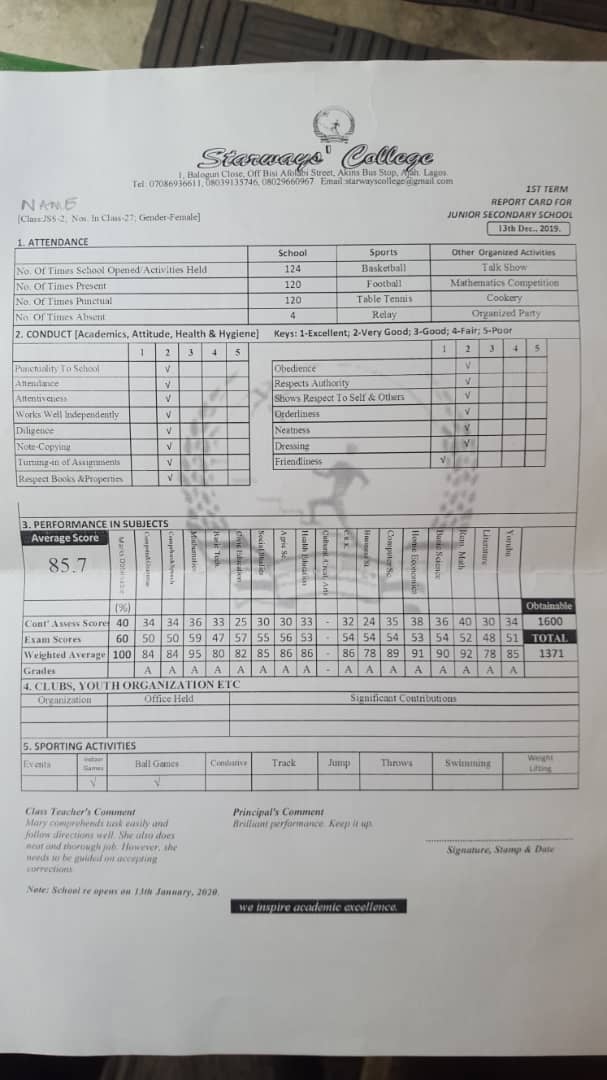 Starways' College
1, Balogun Close, Off Bisi Afolabi Street, Akins Bus Stop, Ajah. Lagos
Tel: 07086936611, 08039135746, 08029660967 Email:starwayscollege@gmail.com
1ST TERM
NAME REPORT CARD FOR
[Class:JSS-2, Nos. In Class-27; Gender-Female] JUNIOR SECONDARY SCHOOL
13th Dec., 2019.
1. ATTENDANCE
School Sports Other Organized Activities
No. Of Times School Opened/Activities Held 124 Basketball Talk Show
No. Of Times Present 120 Football Mathematics Competition
No. Of Times Punctual 120 Table Tennis Cookery
No. Of Times Absent 4 Relay Organized Party
2. CONDUCT [Academics, Attitude, Health & Hygiene] Keys: 1-Excellent; 2-Very Good; 3-Good; 4-Fair; 5-Poor
1 2 3 4 5 1 2 3 4 5
Punctuality To School √ Obedience √
Attendance √ Respects Authority √
Attentiveness √ Shows Respect To Self & Others √
Works Well Independently √ Orderliness √
Diligence √ Neatness √
Note-Copying √ Dressing √
Turning-in of Assignments √ Friendliness √
Respect Books &Properties √
3. PERFORMANCE IN SUBJECTS
Average Score Mathematics Basic Tech. Civic Education Social Studies Agric Sc. Health Education Cultural /Creat. Arts C.R.K. Computer Sc. Home Economics Basic Science Literature Yoruba
85.7
(%) Obtainable
Cont' Assess Score 40 34 34 36 33 25 30 30 33 - 32 24 35 38 36 40 30 34 1600
Exam Scores 60 50 50 59 47 57 55 56 53 - 54 54 54 53 54 52 48 51 TOTAL
Weighted Average 100 84 84 95 80 82 85 86 86 - 86 78 89 91 90 92 78 85 1371
Grades A A A A A A A A - A A A A A A A A
4. CLUBS, YOUTH ORGANIZATION ETC
Organization Office Held Significant Contributions
5. SPORTING ACTIVITIES
Events Indoor Games Ball Games Combative Track Jump Throws Swimming Weight Lifting
√ √
Class Teacher's Comment Principal's Comment
Mary comprehends task easily and Brilliant performance. Keep it up.
follow directions well. She also does
neat and thorough job. However, she
needs to be guided on accepting Signature, Stamp & Date
corrections
Note: School re opens on 13th January, 2020.
we inspire academic excellence.